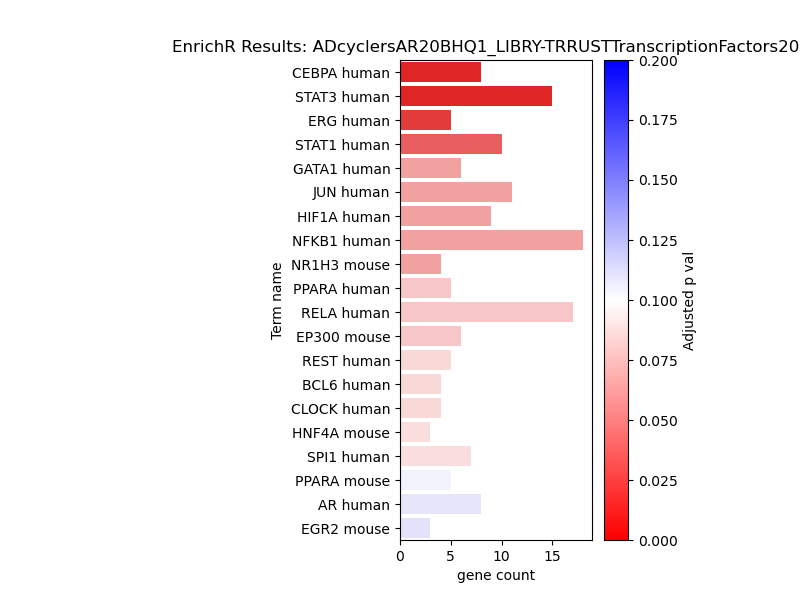 EnrichR Results: ADcyclersAR20BHQ1_LIBRY-TRRUSTTranscriptionFactors20
Term name
CEBPA human
STAT3 human
ERG human
STAT1 human
GATA1 human
JUN human
HIF1A human
NFKB1 human
NR1H3 mouse
PPARA human
RELA human
EP300 mouse
REST human
BCL6 human
CLOCK human
HNF4A mouse
SPI1 human
PPARA mouse
AR human
EGR2 mouse
0 5 10 15
gene count
0.200
0.175
0.150
0.125
0.100
0.075
0.050
0.025
0.000
Adjusted p val